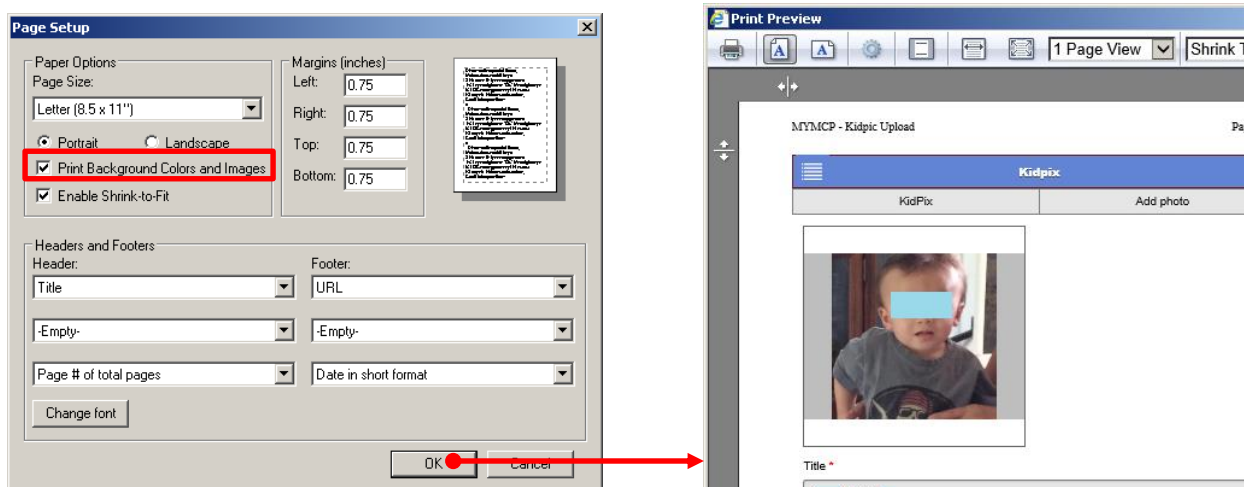 Page Setup
Paper Options
Page Size:
Letter (8.5 x 11")
Portrait Landscape
Print Background Colors and Images
Enable Shrink-to-Fit
Margins (inches)
Left: 0.75
Right: 0.75
Top: 0.75
Bottom: 0.75
Headers and Footers
Header: Footer:
Title URL
-Empty- -Empty-
Page # of total pages Date in short format
Change font
OK Cancel
Print Preview
A A 1 Page View Shrink T
MYMCP - Kidpic Upload Pa
Kidpix
KidPix Add photo
Title *